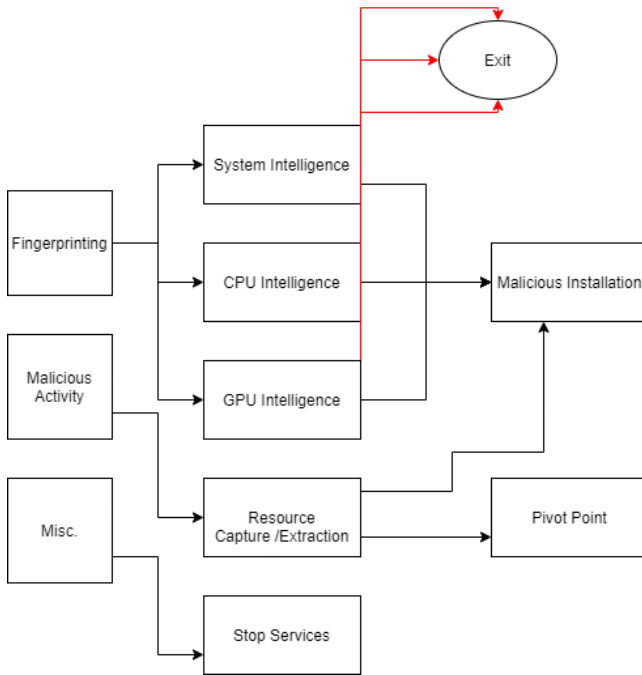 Exit
System Intelligence
Fingerprinting
CPU Intelligence
Malicious Installation
Malicious
Activity
GPU Intelligence
Misc.
Resource
Capture /Extraction
Pivot Point
Stop Services